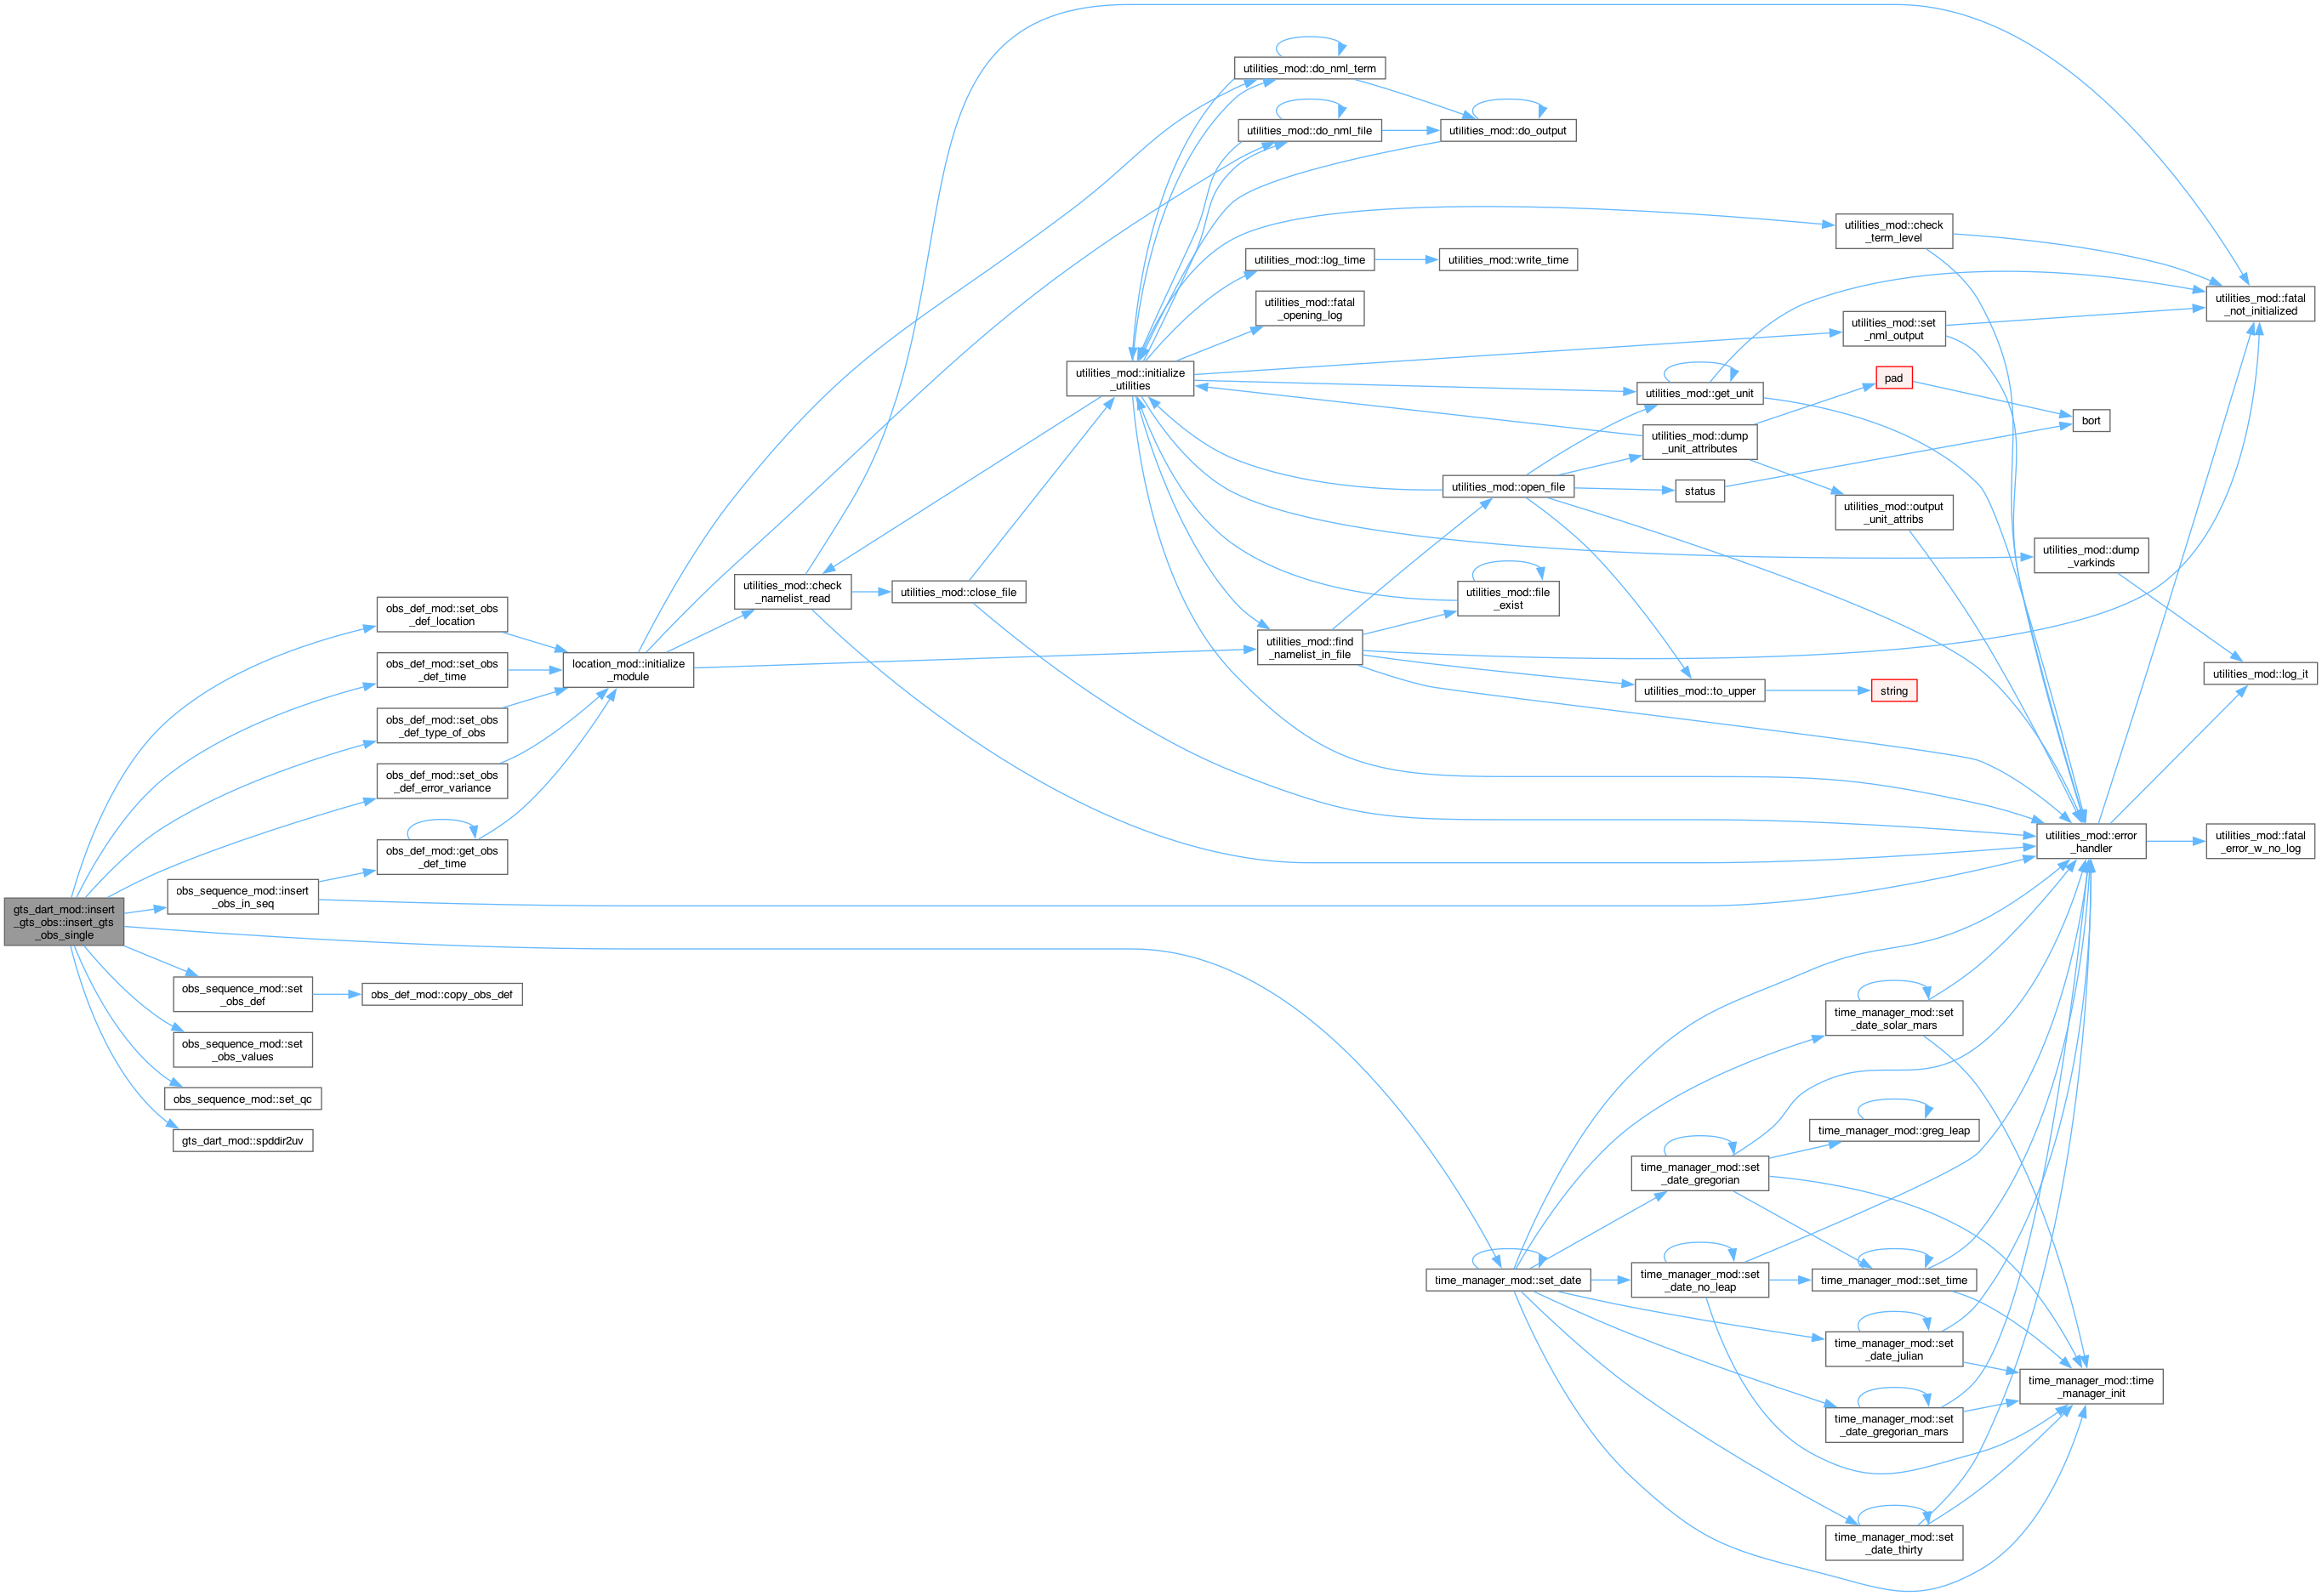 gts_dart_mod::insert
_gts_obs::insert_gts
_obs_single
obs_def_mod::set_obs
_def_location
obs_def_mod::set_obs
_def_time
obs_def_mod::set_obs
_def_type_of_obs
obs_def_mod::set_obs
_def_error_variance
obs_def_mod::get_obs
_def_time
obs_sequence_mod::insert
_obs_in_seq
obs_sequence_mod::set
_obs_def
obs_def_mod::copy_obs_def
obs_sequence_mod::set
_obs_values
obs_sequence_mod::set_qc
gts_dart_mod::spddir2uv
location_mod::initialize
_module
utilities_mod::check
_namelist_read
utilities_mod::close_file
utilities_mod::initialize
_utilities
utilities_mod::do_nml_term
utilities_mod::do_nml_file
utilities_mod::do_output
utilities_mod::log_time
utilities_mod::write_time
utilities_mod::fatal
_opening_log
utilities_mod::find
_namelist_in_file
utilities_mod::open_file
utilities_mod::file
_exist
utilities_mod::get_unit
utilities_mod::dump
_unit_attributes
status
utilities_mod::to_upper
utilities_mod::check
_term_level
utilities_mod::set
_nml_output
pad
utilities_mod::output
_unit_attribs
string
bort
utilities_mod::dump
_varkinds
utilities_mod::fatal
_not_initialized
utilities_mod::log_it
utilities_mod::error
_handler
utilities_mod::fatal
_error_w_no_log
time_manager_mod::set_date
time_manager_mod::set
_date_solar_mars
time_manager_mod::greg_leap
time_manager_mod::set
_date_gregorian
time_manager_mod::set
_date_no_leap
time_manager_mod::set_time
time_manager_mod::set
_date_julian
time_manager_mod::set
_date_gregorian_mars
time_manager_mod::set
_date_thirty
time_manager_mod::time
_manager_init